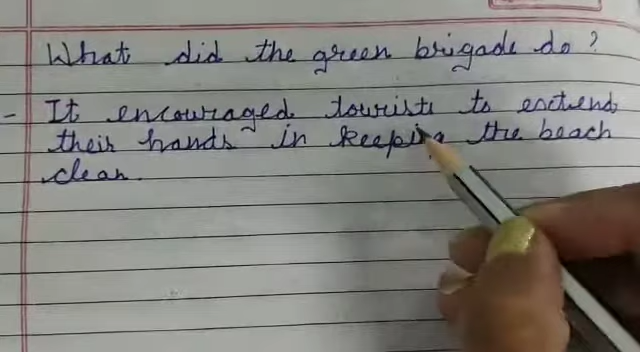 What did the green brigade do?
- It encouraged tourists to extend
their hands in keeping the beach
clean.